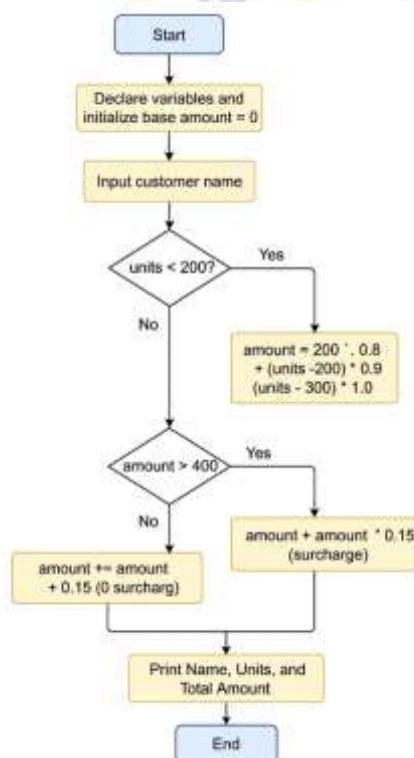 Start
Declare variables and
initialize base amount = 0
Input customer name
units < 200?
Yes
No
amount = 200 ´. 0.8
+ (units -200) * 0.9
(units - 300) * 1.0
amount > 400
Yes
No
amount + amount * 0.15
(surcharge)
amount += amount
+ 0.15 (0 surcharg)
Print Name, Units, and
Total Amount
End